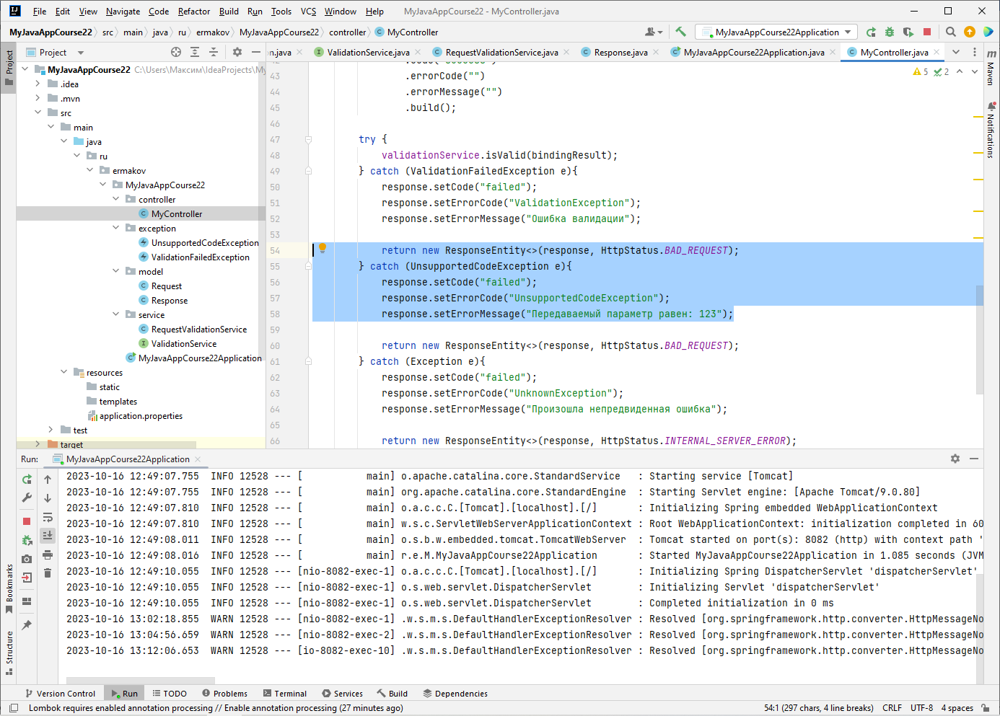 File Edit View Navigate Code Refactor Build Run Tools VCS Window Help MyJavaAppCourse22 - MyController.java
MyJavaAppCourse22 src main java ru ermakov MyJavaAppCourse22 controller MyController MyJavaAppCourse22Application
Project
Project
n.java ValidationService.java RequestValidationService.java Response.java MyJavaAppCourse22Application.java MyController.java
MyJavaAppCourse22 C:\Users\Максим\IdeaProjects\My
.idea
.mvn
src
main
java
ru
ermakov
MyJavaAppCourse22
controller
MyController
exception
UnsupportedCodeException
ValidationFailedException
model
Request
Response
service
RequestValidationService
ValidationService
MyJavaAppCourse22Application
resources
static
templates
application.properties
test
target
5 2
43 .errorCode("")
44 .errorMessage("")
45 .build();
46
47 try {
48 validationService.isValid(bindingResult);
49 } catch (ValidationFailedException e){
50 response.setCode("failed");
51 response.setErrorCode("ValidationException");
52 response.setErrorMessage("Ошибка валидации");
53
54 return new ResponseEntity<>(response, HttpStatus.BAD_REQUEST);
55 } catch (UnsupportedCodeException e){
56 response.setCode("failed");
57 response.setErrorCode("UnsupportedCodeException");
58 response.setErrorMessage("Передаваемый параметр равен: 123");
59
60 return new ResponseEntity<>(response, HttpStatus.BAD_REQUEST);
61 } catch (Exception e){
62 response.setCode("failed");
63 response.setErrorCode("UnknownException");
64 response.setErrorMessage("Произошла непредвиденная ошибка");
65
66 return new ResponseEntity<>(response, HttpStatus.INTERNAL_SERVER_ERROR);
Maven
Notifications
Run: MyJavaAppCourse22Application
2023-10-16 12:49:07.755 INFO 12528 --- [ main] o.apache.catalina.core.StandardService : Starting service [Tomcat]
2023-10-16 12:49:07.755 INFO 12528 --- [ main] org.apache.catalina.core.StandardEngine : Starting Servlet engine: [Apache Tomcat/9.0.80]
2023-10-16 12:49:07.810 INFO 12528 --- [ main] o.a.c.c.C.[Tomcat].[localhost].[/] : Initializing Spring embedded WebApplicationContext
2023-10-16 12:49:07.810 INFO 12528 --- [ main] w.s.c.ServletWebServerApplicationContext : Root WebApplicationContext: initialization completed in 60
2023-10-16 12:49:08.011 INFO 12528 --- [ main] o.s.b.w.embedded.tomcat.TomcatWebServer : Tomcat started on port(s): 8082 (http) with context path '
2023-10-16 12:49:08.016 INFO 12528 --- [ main] r.e.M.MyJavaAppCourse22Application : Started MyJavaAppCourse22Application in 1.085 seconds (JVM
2023-10-16 12:49:10.055 INFO 12528 --- [nio-8082-exec-1] o.a.c.c.C.[Tomcat].[localhost].[/] : Initializing Spring DispatcherServlet 'dispatcherServlet'
2023-10-16 12:49:10.055 INFO 12528 --- [nio-8082-exec-1] o.s.web.servlet.DispatcherServlet : Initializing Servlet 'dispatcherServlet'
2023-10-16 12:49:10.055 INFO 12528 --- [nio-8082-exec-1] o.s.web.servlet.DispatcherServlet : Completed initialization in 0 ms
2023-10-16 13:02:18.855 WARN 12528 --- [nio-8082-exec-1] .w.s.m.s.DefaultHandlerExceptionResolver : Resolved [org.springframework.http.converter.HttpMessageNo
2023-10-16 13:04:56.659 WARN 12528 --- [nio-8082-exec-2] .w.s.m.s.DefaultHandlerExceptionResolver : Resolved [org.springframework.http.converter.HttpMessageNo
2023-10-16 13:12:06.653 WARN 12528 --- [io-8082-exec-10] .w.s.m.s.DefaultHandlerExceptionResolver : Resolved [org.springframework.http.converter.HttpMessageNo
Bookmarks
Structure
Version Control Run TODO Problems Terminal Services Build Dependencies
Lombok requires enabled annotation processing // Enable annotation processing (27 minutes ago) 54:1 (297 chars, 4 line breaks) CRLF UTF-8 4 spaces